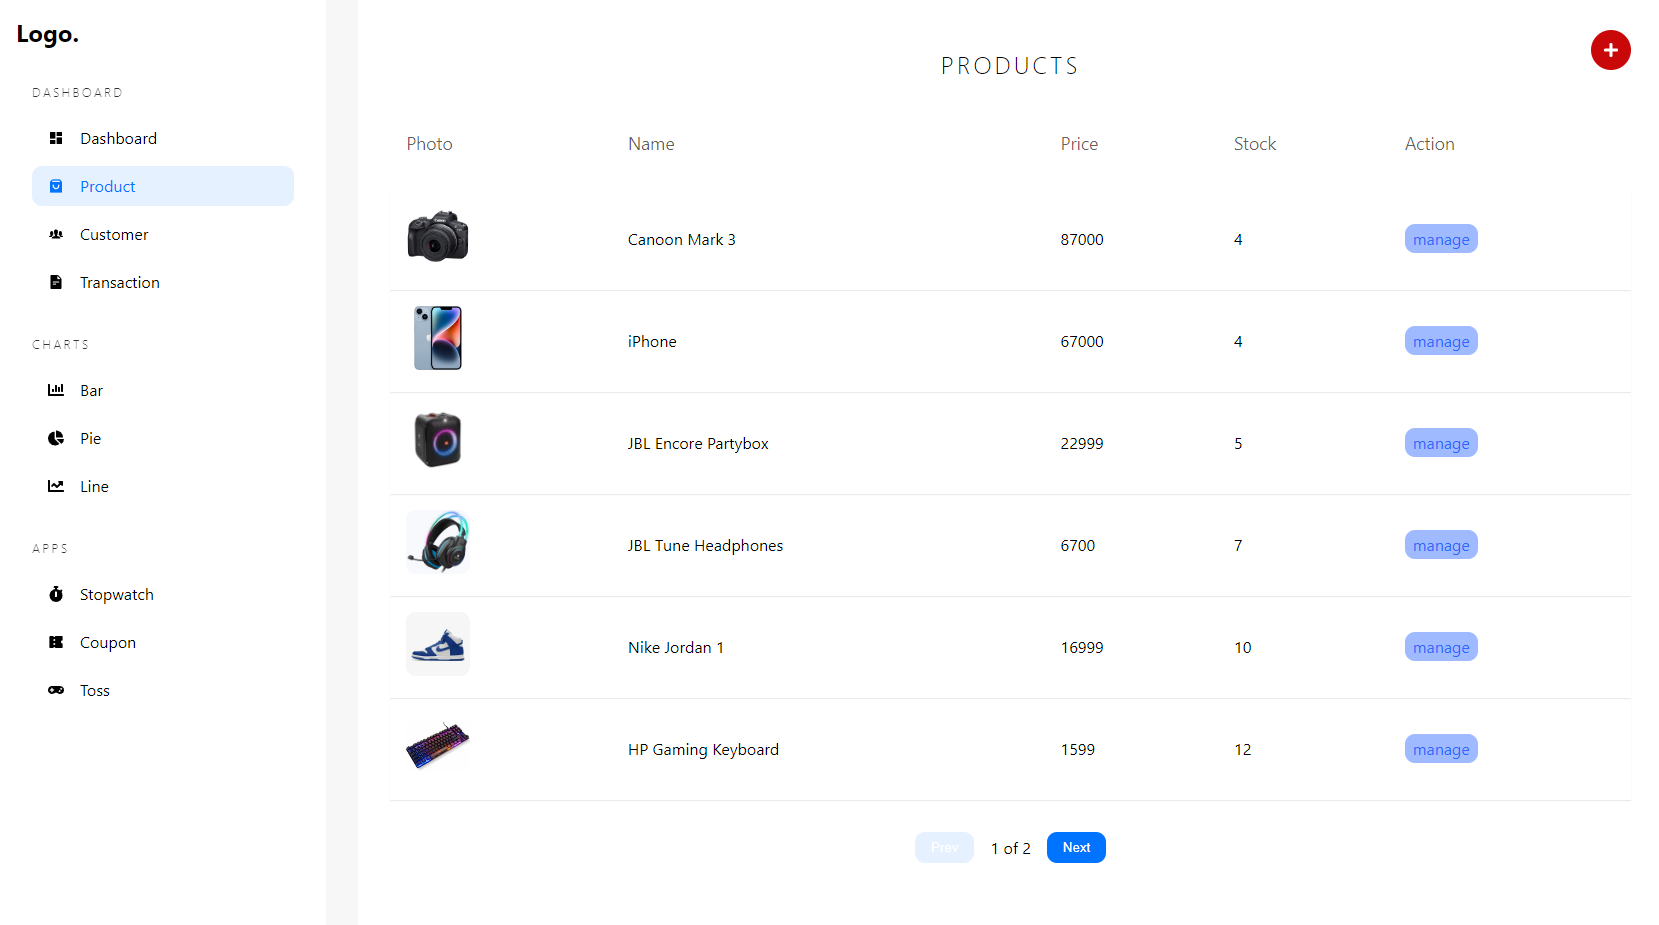 Logo.
DASHBOARD
Dashboard
Product
Customer
Transaction
CHARTS
Bar
Pie
Line
APPS
Stopwatch
Coupon
Toss
PRODUCTS
Photo Name Price Stock Action
Canoon Mark 3 87000 4 manage
iPhone 67000 4 manage
JBL Encore Partybox 22999 5 manage
JBL Tune Headphones 6700 7 manage
Nike Jordan 1 16999 10 manage
HP Gaming Keyboard 1599 12 manage
Prev 1 of 2 Next